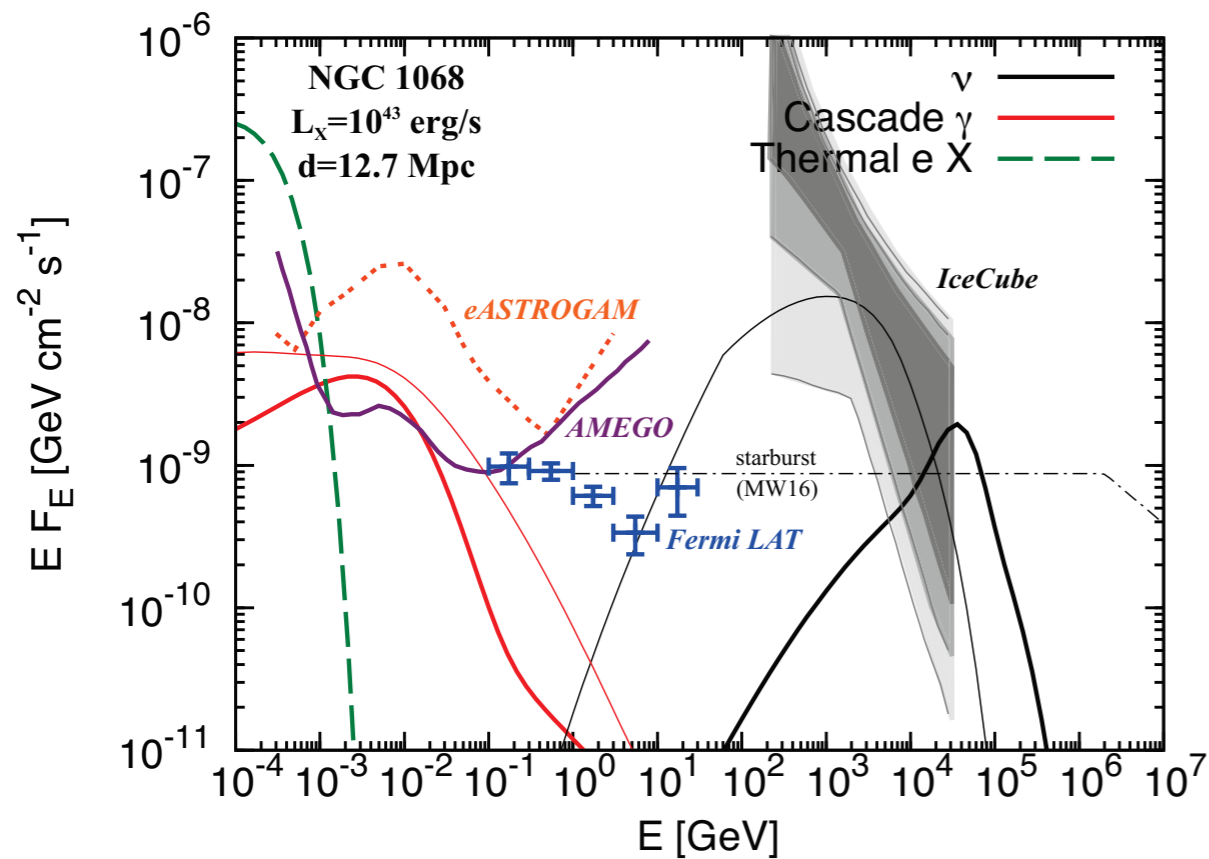 NGC 1068
L_X=10^43 erg/s
d=12.7 Mpc
ν
Cascade γ
Thermal e X
IceCube
eASTROGAM
AMEGO
starburst
(MW16)
Fermi LAT
E F_E [GeV cm^-2 s^-1]
10^-6
10^-7
10^-8
10^-9
10^-10
10^-11
10^-4 10^-3 10^-2 10^-1 10^0 10^1 10^2 10^3 10^4 10^5 10^6 10^7
E [GeV]